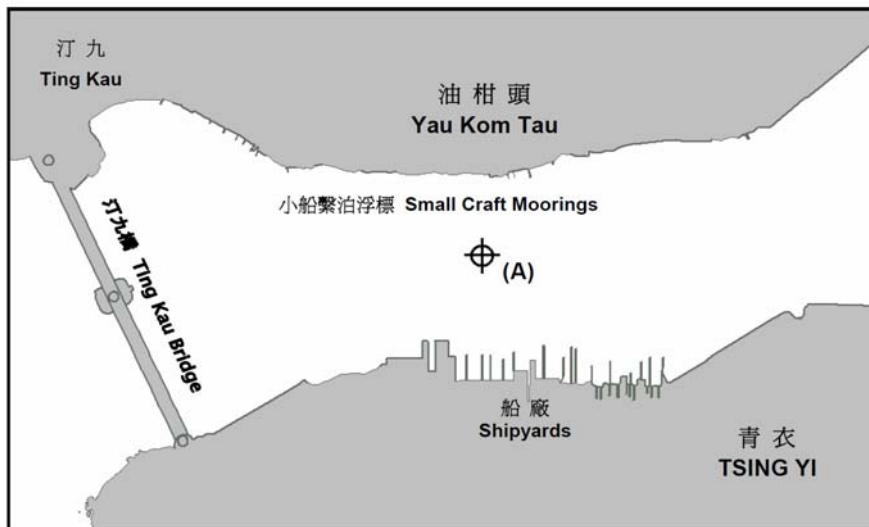 汀九
Ting Kau
油柑頭
Yau Kom Tau
小船繫泊浮標 Small Craft Moorings
(A)
汀九橋 Ting Kau Bridge
船廠
Shipyards
青衣
TSING YI